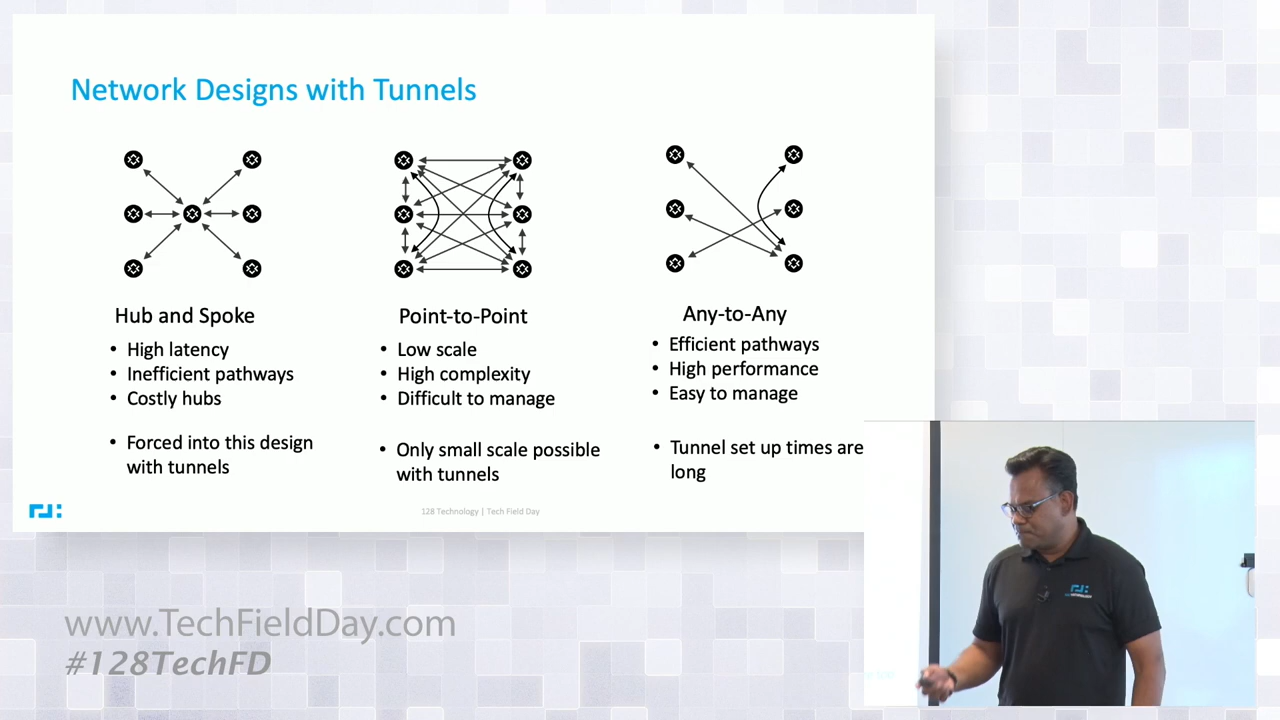 Network Designs with Tunnels
Hub and Spoke
• High latency
• Inefficient pathways
• Costly hubs
• Forced into this design
with tunnels
Point-to-Point
• Low scale
• High complexity
• Difficult to manage
• Only small scale possible
with tunnels
Any-to-Any
• Efficient pathways
• High performance
• Easy to manage
• Tunnel set up times are
long
128 Technology | Tech Field Day
www.TechFieldDay.com
#128TechFD